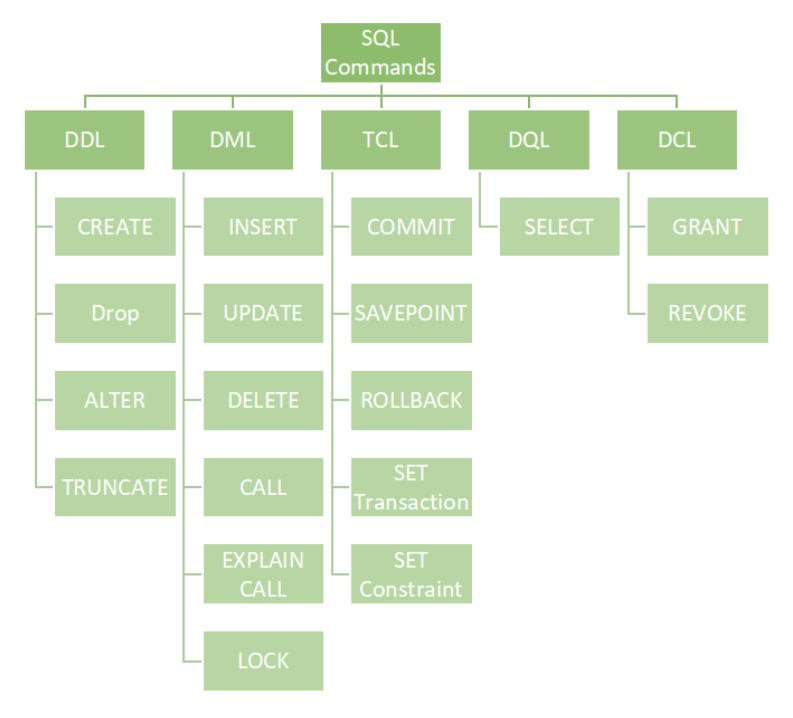 SQL
Commands
DDL
DML
TCL
DQL
DCL
CREATE
Drop
ALTER
TRUNCATE
INSERT
UPDATE
DELETE
CALL
EXPLAIN
CALL
LOCK
COMMIT
SAVEPOINT
ROLLBACK
SET
Transaction
SET
Constraint
SELECT
GRANT
REVOKE